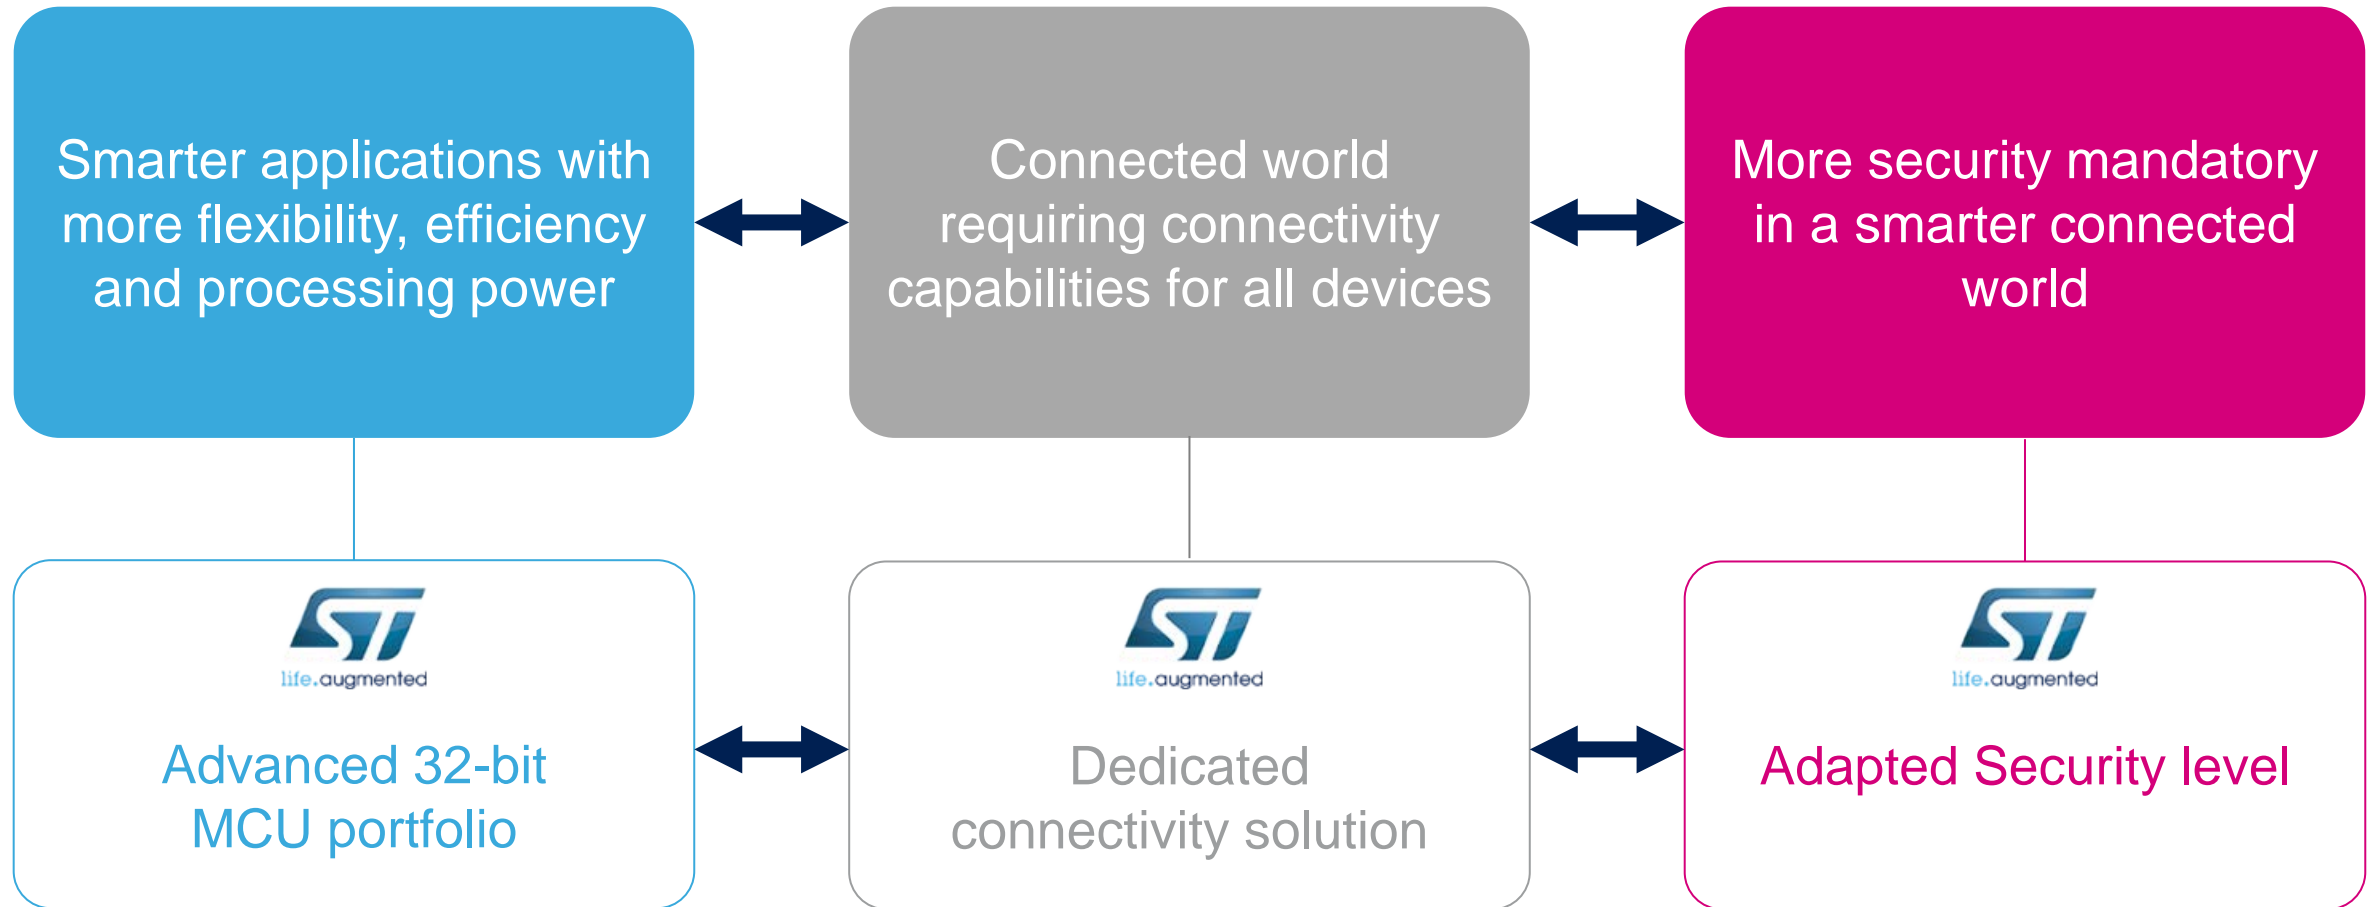 Smarter applications with
more flexibility, efficiency
and processing power
Connected world
requiring connectivity
capabilities for all devices
More security mandatory
in a smarter connected
world
ST
life.augmented
Advanced 32-bit
MCU portfolio
ST
life.augmented
Dedicated
connectivity solution
ST
life.augmented
Adapted Security level